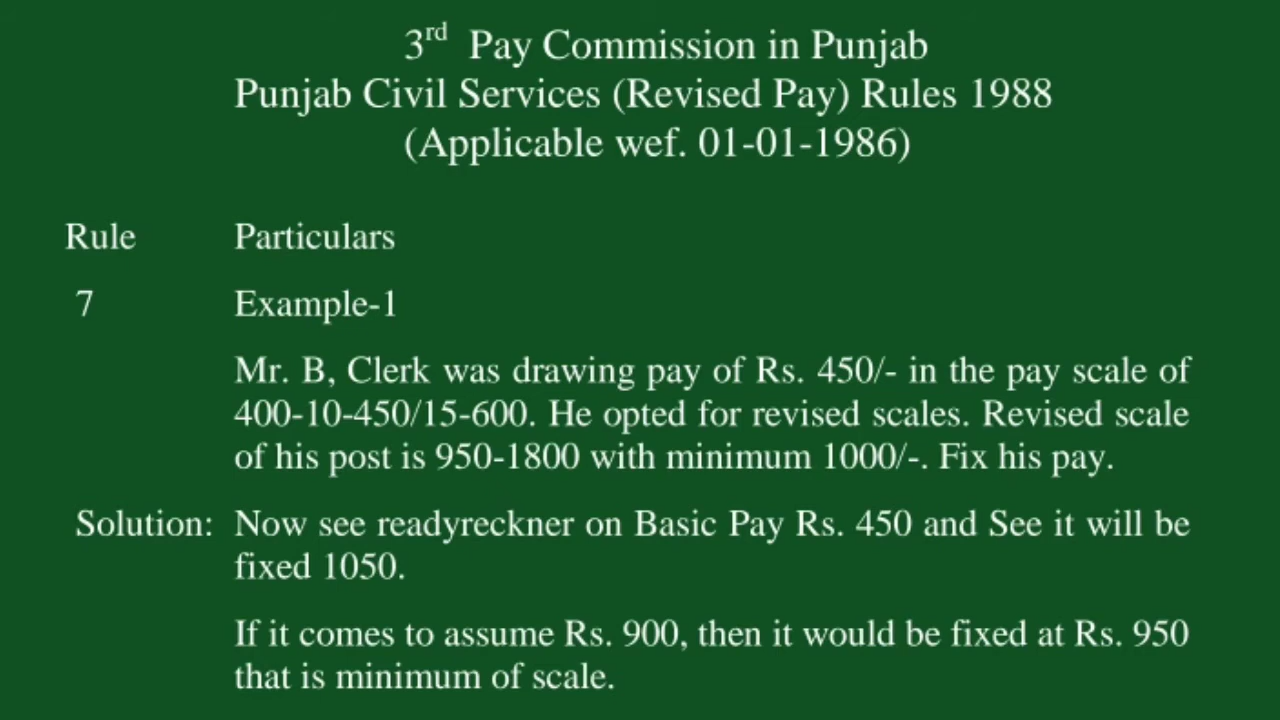 3rd Pay Commission in Punjab
Punjab Civil Services (Revised Pay) Rules 1988
(Applicable wef. 01-01-1986)
Rule Particulars
7 Example-1
Mr. B, Clerk was drawing pay of Rs. 450/- in the pay scale of
400-10-450/15-600. He opted for revised scales. Revised scale
of his post is 950-1800 with minimum 1000/-. Fix his pay.
Solution: Now see readyreckner on Basic Pay Rs. 450 and See it will be
fixed 1050.
If it comes to assume Rs. 900, then it would be fixed at Rs. 950
that is minimum of scale.